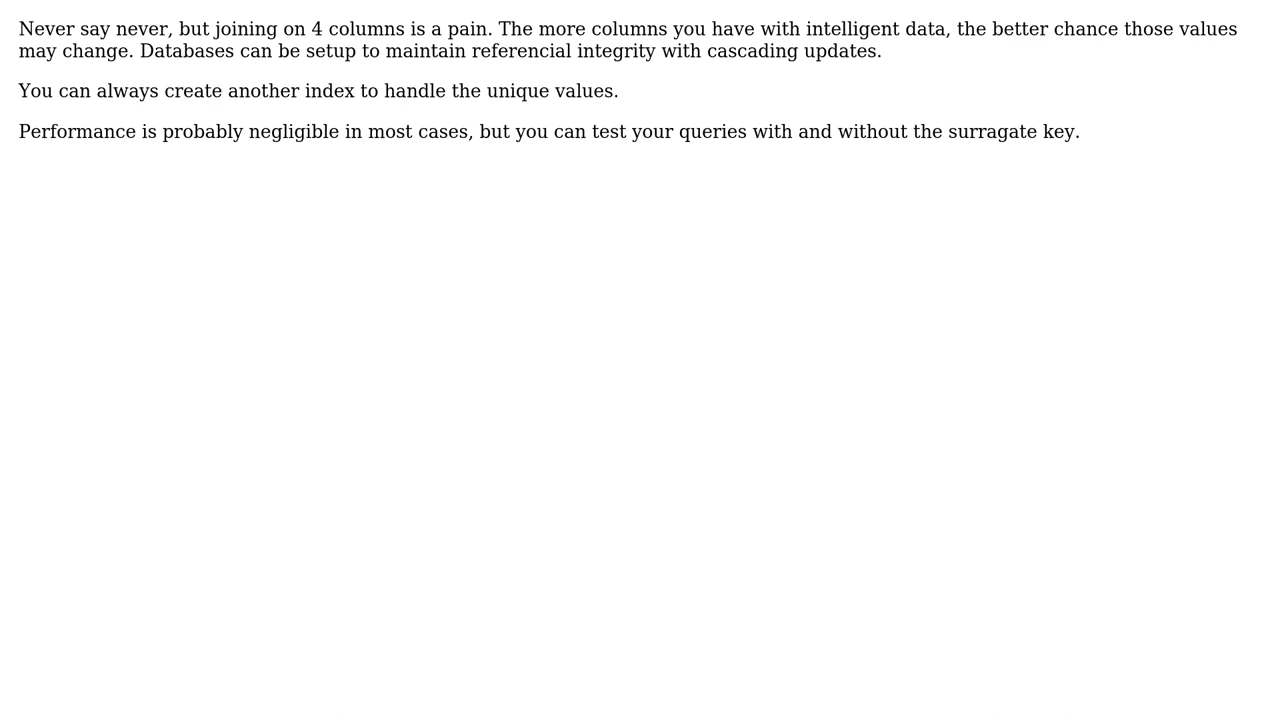 Never say never, but joining on 4 columns is a pain. The more columns you have with intelligent data, the better chance those values
may change. Databases can be setup to maintain referencial integrity with cascading updates.
You can always create another index to handle the unique values.
Performance is probably negligible in most cases, but you can test your queries with and without the surragate key.